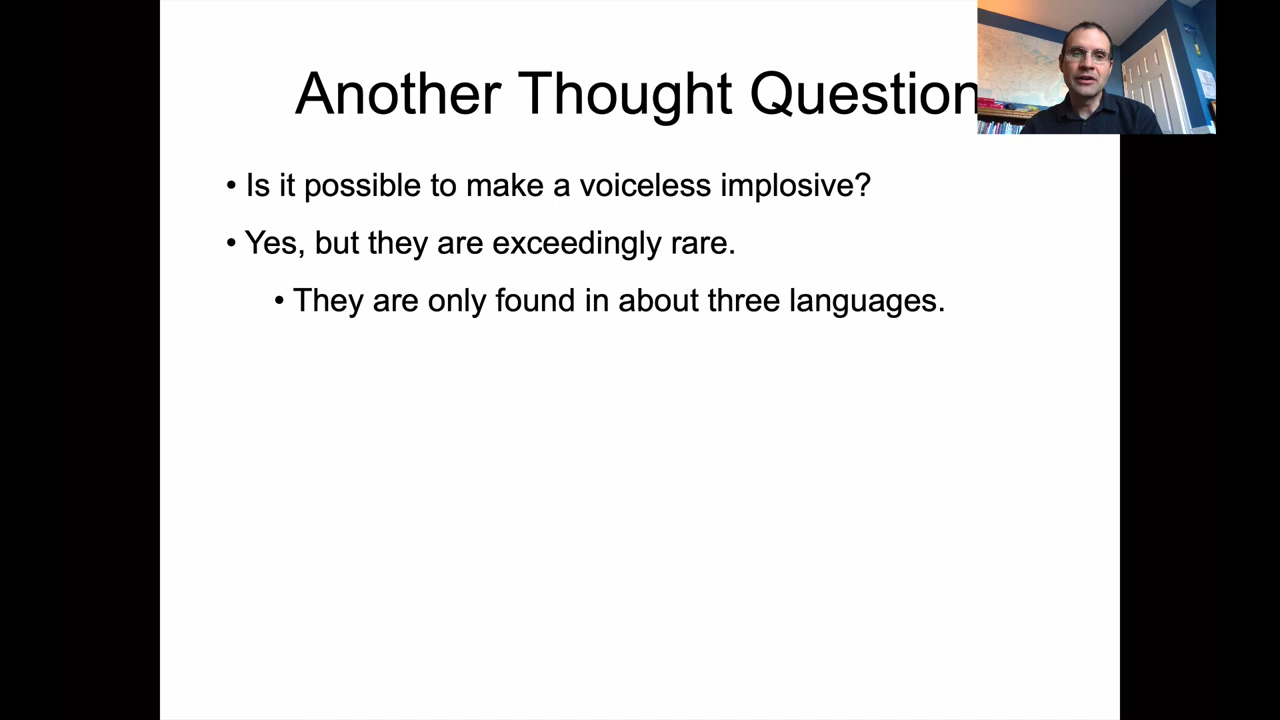 Another Thought Question
• Is it possible to make a voiceless implosive?
• Yes, but they are exceedingly rare.
• They are only found in about three languages.